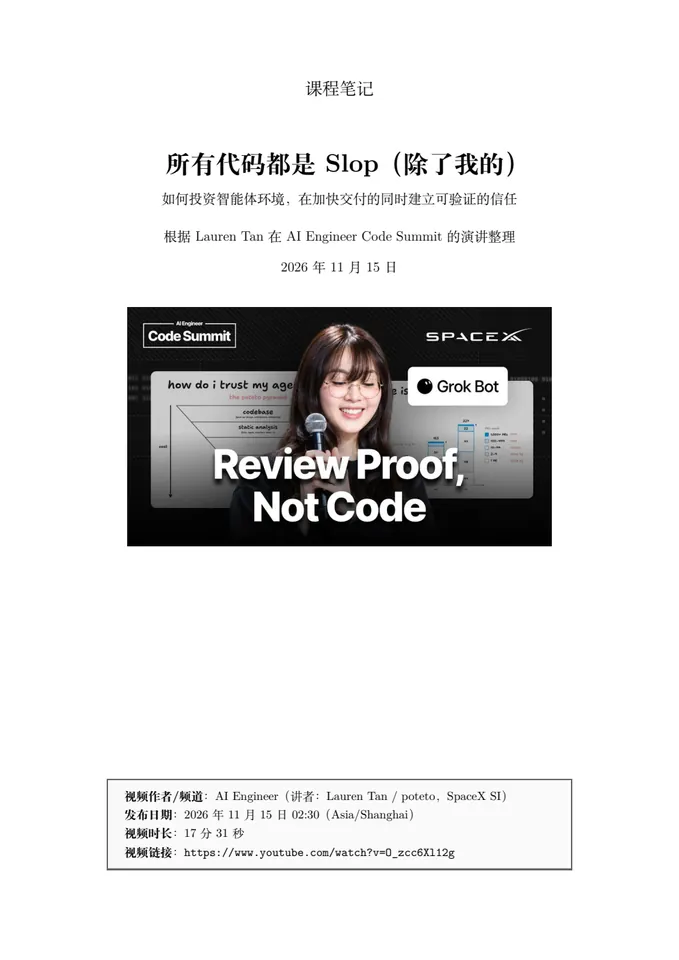 课程笔记
所有代码都是 Slop（除了我的）
如何投资智能体环境，在加快交付的同时建立可验证的信任
根据 Lauren Tan 在 AI Engineer Code Summit 的演讲整理
2026 年 11 月 15 日
AI Engineer
Code Summit
SPACEX
how do i trust my age
the potato pyramid
codebase
static analysis
Grok Bot
Review Proof,
Not Code
视频作者/频道：AI Engineer（讲者：Lauren Tan / poteto，SpaceX SI）
发布日期：2026 年 11 月 15 日 02:30（Asia/Shanghai）
视频时长：17 分 31 秒
视频链接：https://www.youtube.com/watch?v=O_zcc6Xl12g